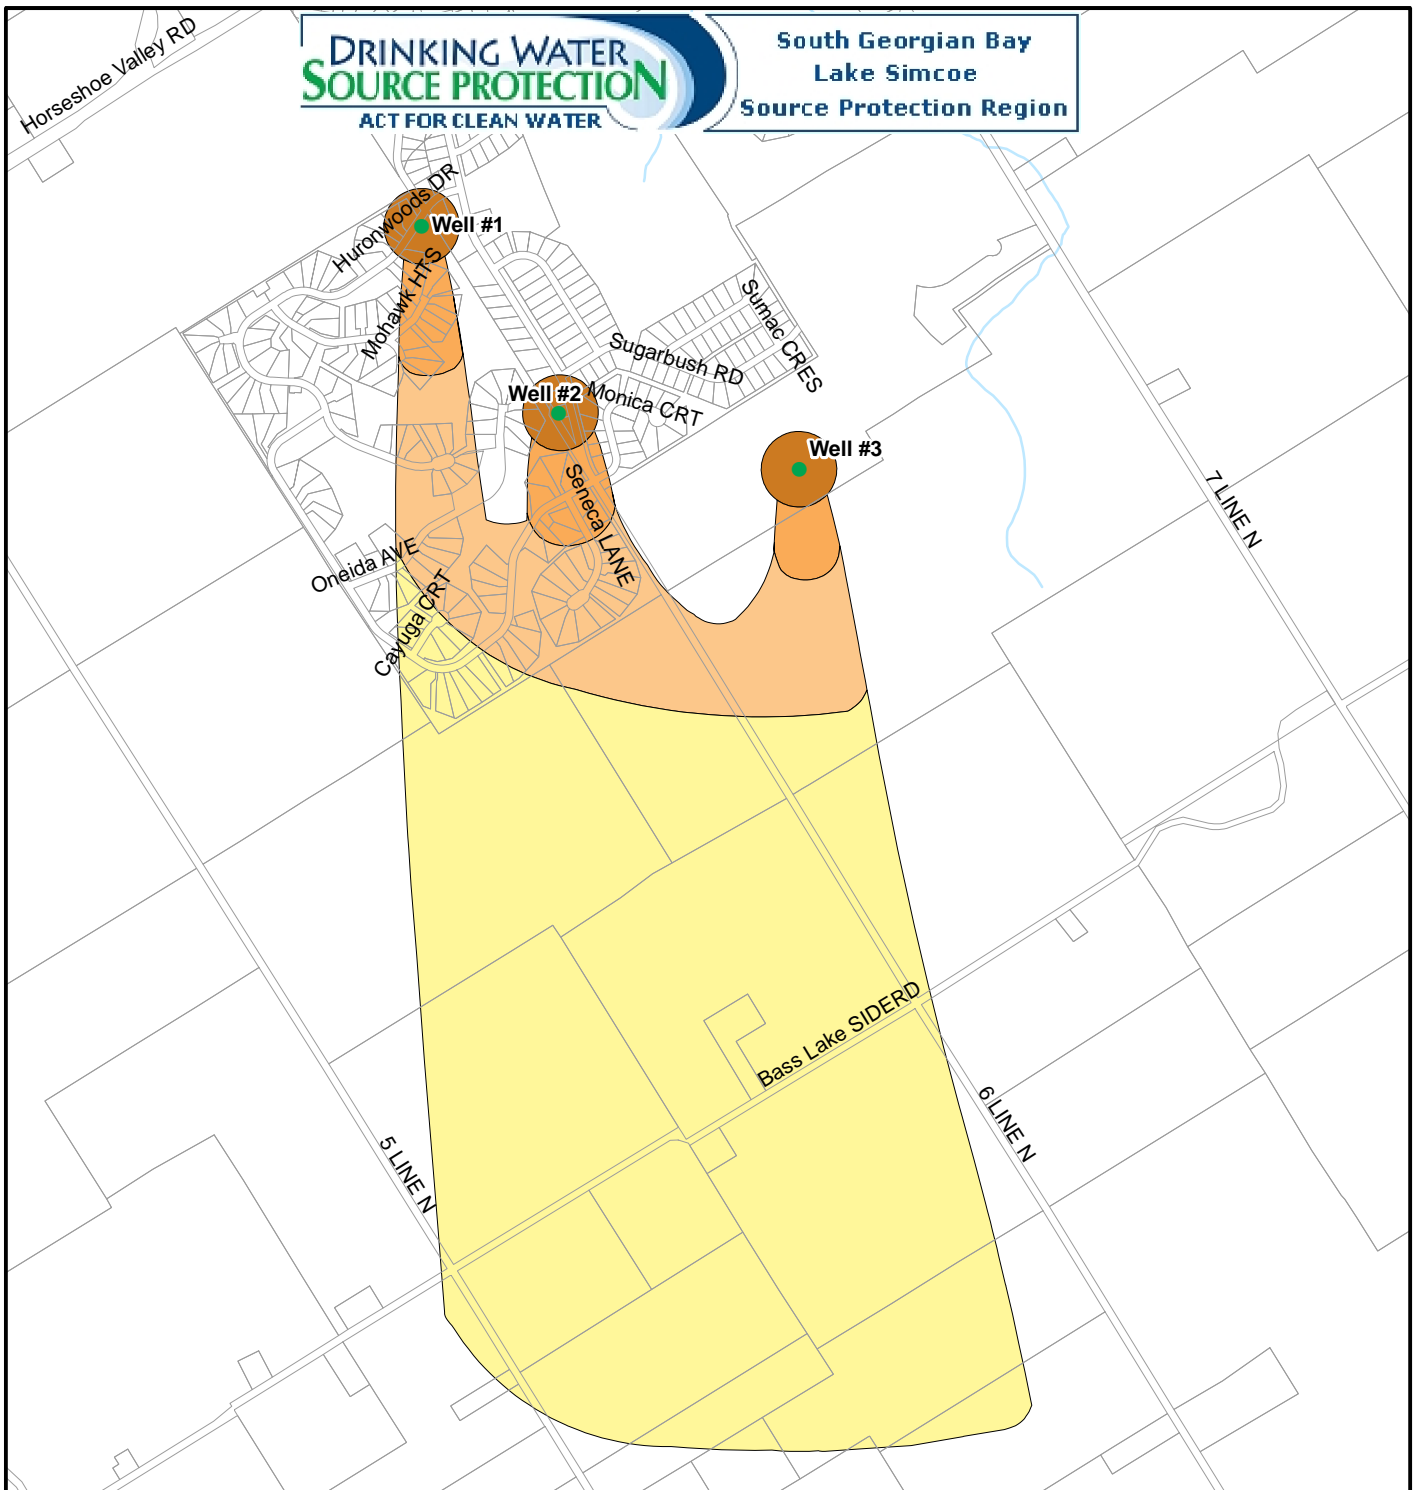 DRINKING WATER
SOURCE PROTECTION
ACT FOR CLEAN WATER
South Georgian Bay
Lake Simcoe
Source Protection Region
Horseshoe Valley RD
Huronwoods DR
Well #1
Mohawk HTS
Sumac CRES
Sugarbush RD
Well #2
Monica CRT
Well #3
Seneca LANE
7 LINE N
Oneida AVE
Cayuga CRT
Bass Lake SIDERD
6 LINE N
5 LINE N